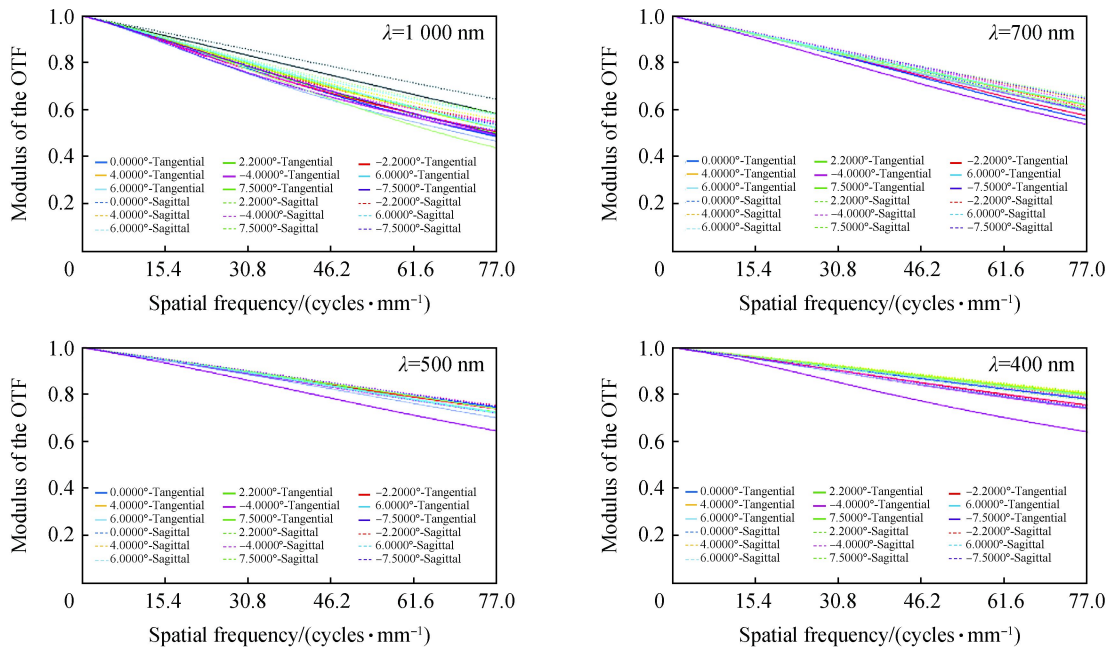 λ=1 000 nm
Modulus of the OTF
1.0
0.8
0.6
0.4
0.2
0
0.0000°-Tangential 2.2000°-Tangential −2.2000°-Tangential
4.0000°-Tangential −4.0000°-Tangential 6.0000°-Tangential
6.0000°-Tangential 7.5000°-Tangential −7.5000°-Tangential
0.0000°-Sagittal 2.2000°-Sagittal −2.2000°-Sagittal
4.0000°-Sagittal −4.0000°-Sagittal 6.0000°-Sagittal
6.0000°-Sagittal 7.5000°-Sagittal −7.5000°-Sagittal
15.4 30.8 46.2 61.6 77.0
Spatial frequency/(cycles·mm⁻¹)
λ=700 nm
Modulus of the OTF
1.0
0.8
0.6
0.4
0.2
0
0.0000°-Tangential 2.2000°-Tangential −2.2000°-Tangential
4.0000°-Tangential −4.0000°-Tangential 6.0000°-Tangential
6.0000°-Tangential 7.5000°-Tangential −7.5000°-Tangential
0.0000°-Sagittal 2.2000°-Sagittal −2.2000°-Sagittal
4.0000°-Sagittal −4.0000°-Sagittal 6.0000°-Sagittal
6.0000°-Sagittal 7.5000°-Sagittal −7.5000°-Sagittal
15.4 30.8 46.2 61.6 77.0
Spatial frequency/(cycles·mm⁻¹)
λ=500 nm
Modulus of the OTF
1.0
0.8
0.6
0.4
0.2
0
0.0000°-Tangential 2.2000°-Tangential −2.2000°-Tangential
4.0000°-Tangential −4.0000°-Tangential 6.0000°-Tangential
6.0000°-Tangential 7.5000°-Tangential −7.5000°-Tangential
0.0000°-Sagittal 2.2000°-Sagittal −2.2000°-Sagittal
4.0000°-Sagittal −4.0000°-Sagittal 6.0000°-Sagittal
6.0000°-Sagittal 7.5000°-Sagittal −7.5000°-Sagittal
15.4 30.8 46.2 61.6 77.0
Spatial frequency/(cycles·mm⁻¹)
λ=400 nm
Modulus of the OTF
1.0
0.8
0.6
0.4
0.2
0
0.0000°-Tangential 2.2000°-Tangential −2.2000°-Tangential
4.0000°-Tangential −4.0000°-Tangential 6.0000°-Tangential
6.0000°-Tangential 7.5000°-Tangential −7.5000°-Tangential
0.0000°-Sagittal 2.2000°-Sagittal −2.2000°-Sagittal
4.0000°-Sagittal −4.0000°-Sagittal 6.0000°-Sagittal
6.0000°-Sagittal 7.5000°-Sagittal −7.5000°-Sagittal
15.4 30.8 46.2 61.6 77.0
Spatial frequency/(cycles·mm⁻¹)